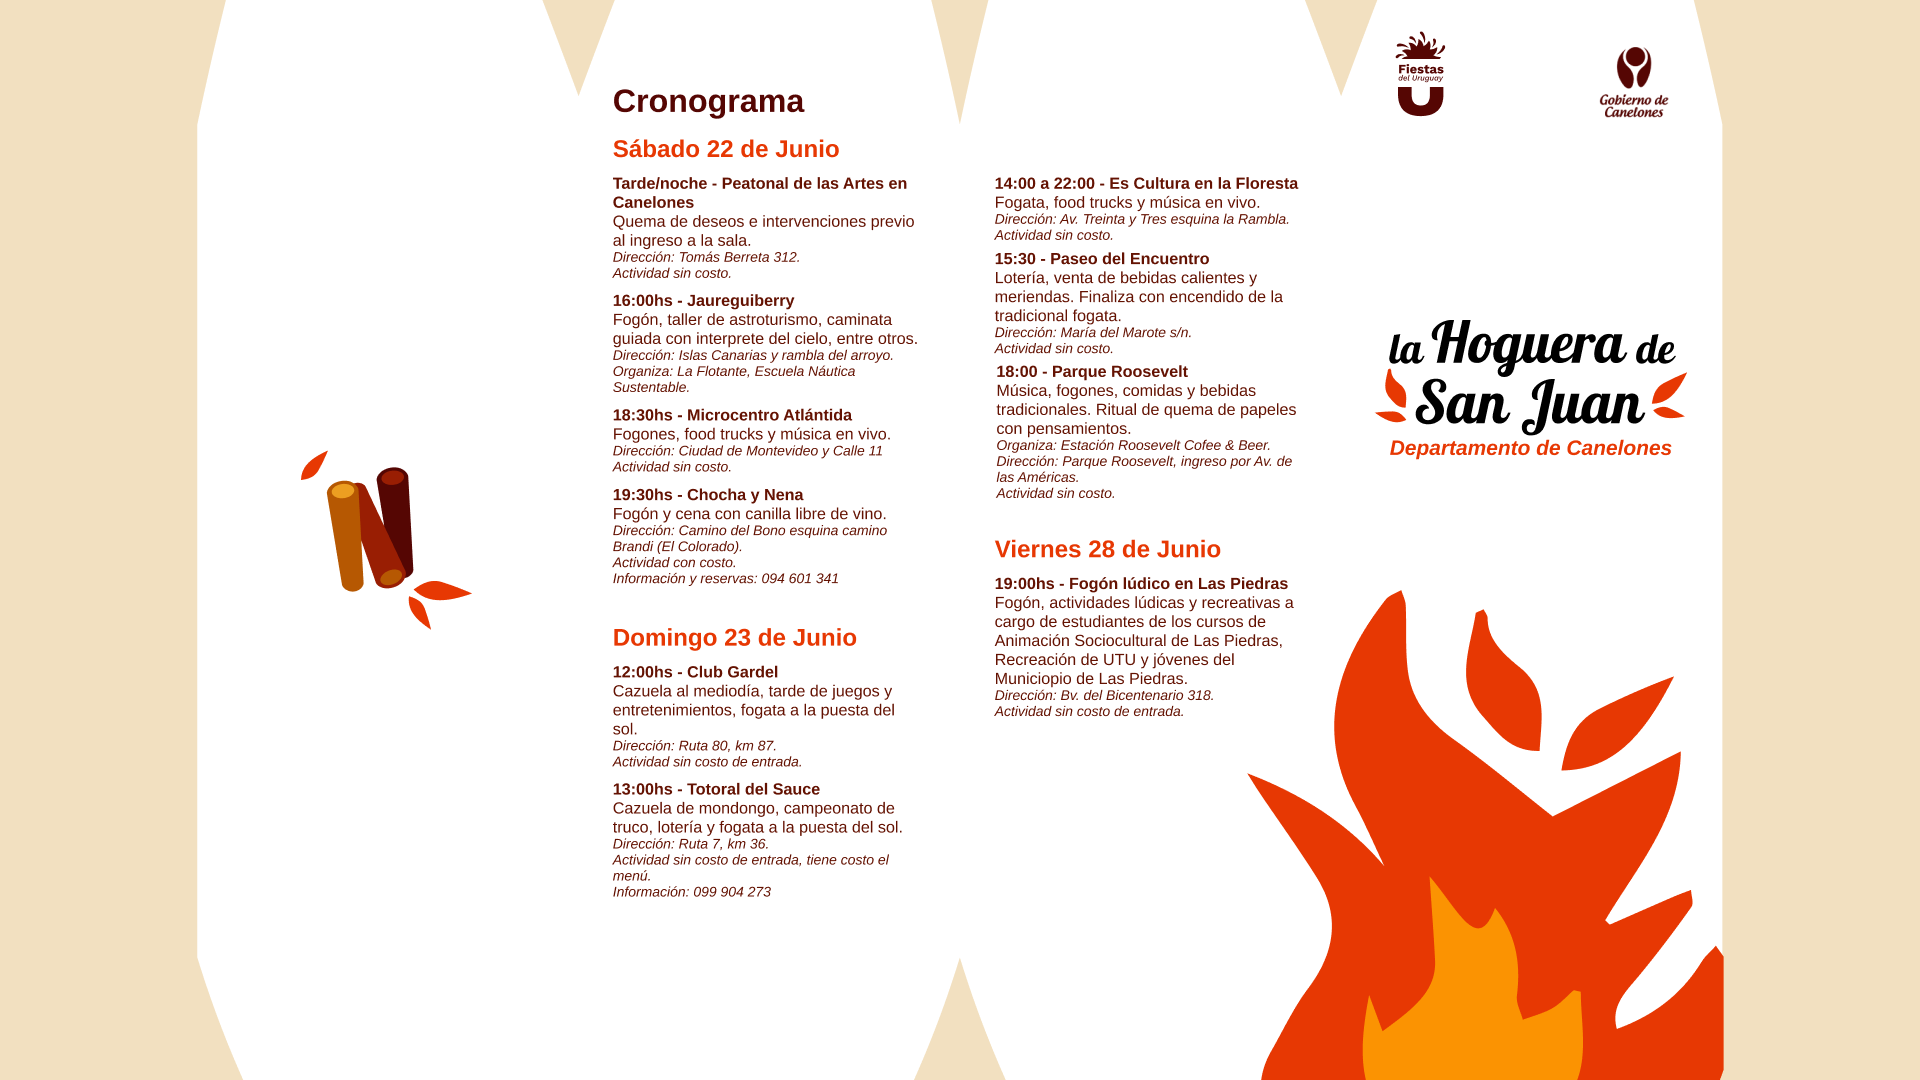 Cronograma
Sábado 22 de Junio
Tarde/noche - Peatonal de las Artes en
Canelones
Quema de deseos e intervenciones previo
al ingreso a la sala.
Dirección: Tomás Berreta 312.
Actividad sin costo.
16:00hs - Jaureguiberry
Fogón, taller de astroturismo, caminata
guiada con interprete del cielo, entre otros.
Dirección: Islas Canarias y rambla del arroyo.
Organiza: La Flotante, Escuela Náutica
Sustentable.
18:30hs - Microcentro Atlántida
Fogones, food trucks y música en vivo.
Dirección: Ciudad de Montevideo y Calle 11
Actividad sin costo.
19:30hs - Chocha y Nena
Fogón y cena con canilla libre de vino.
Dirección: Camino del Bono esquina camino
Brandi (El Colorado).
Actividad con costo.
Información y reservas: 094 601 341
Domingo 23 de Junio
12:00hs - Club Gardel
Cazuela al mediodía, tarde de juegos y
entretenimientos, fogata a la puesta del
sol.
Dirección: Ruta 80, km 87.
Actividad sin costo de entrada.
13:00hs - Totoral del Sauce
Cazuela de mondongo, campeonato de
truco, lotería y fogata a la puesta del sol.
Dirección: Ruta 7, km 36.
Actividad sin costo de entrada, tiene costo el
menú.
Información: 099 904 273
14:00 a 22:00 - Es Cultura en la Floresta
Fogata, food trucks y música en vivo.
Dirección: Av. Treinta y Tres esquina la Rambla.
Actividad sin costo.
15:30 - Paseo del Encuentro
Lotería, venta de bebidas calientes y
meriendas. Finaliza con encendido de la
tradicional fogata.
Dirección: María del Marote s/n.
Actividad sin costo.
18:00 - Parque Roosevelt
Música, fogones, comidas y bebidas
tradicionales. Ritual de quema de papeles
con pensamientos.
Organiza: Estación Roosevelt Cofee & Beer.
Dirección: Parque Roosevelt, ingreso por Av. de
las Américas.
Actividad sin costo.
Viernes 28 de Junio
19:00hs - Fogón lúdico en Las Piedras
Fogón, actividades lúdicas y recreativas a
cargo de estudiantes de los cursos de
Animación Sociocultural de Las Piedras,
Recreación de UTU y jóvenes del
Municiopio de Las Piedras.
Dirección: Bv. del Bicentenario 318.
Actividad sin costo de entrada.
Fiestas
del Uruguay
U
Gobierno de
Canelones
la Hoguera de
San Juan
Departamento de Canelones